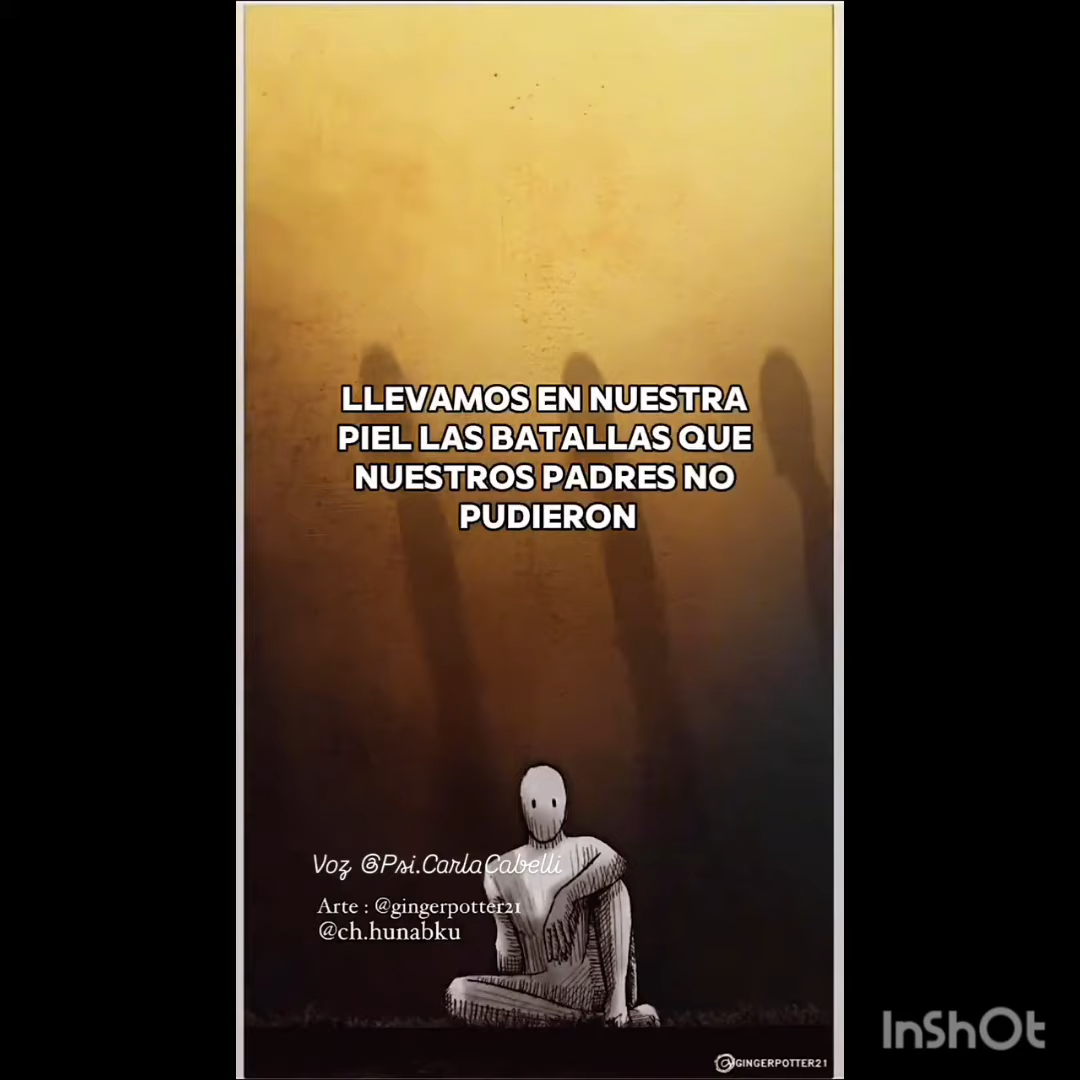 LLEVAMOS EN NUESTRA
PIEL LAS BATALLAS QUE
NUESTROS PADRES NO
PUDIERON
Voz @Psi.CarlaCabelli
Arte : @gingerpotter21
@ch.hunabku
@GINGERPOTTER21
InShOt